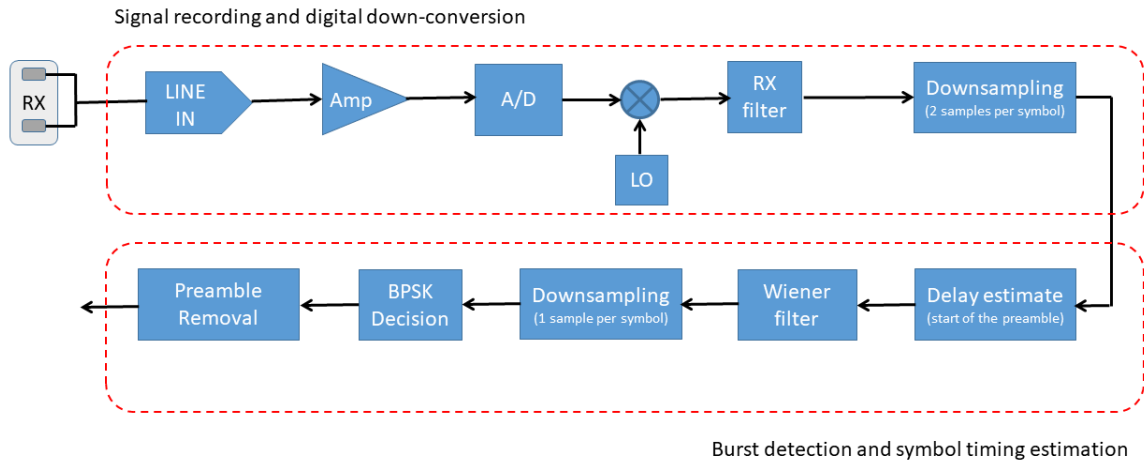 Signal recording and digital down-conversion
RX
LINE
IN
Amp
A/D
LO
RX
filter
Downsampling
(2 samples per symbol)
Preamble
Removal
BPSK
Decision
Downsampling
(1 sample per symbol)
Wiener
filter
Delay estimate
(start of the preamble)
Burst detection and symbol timing estimation